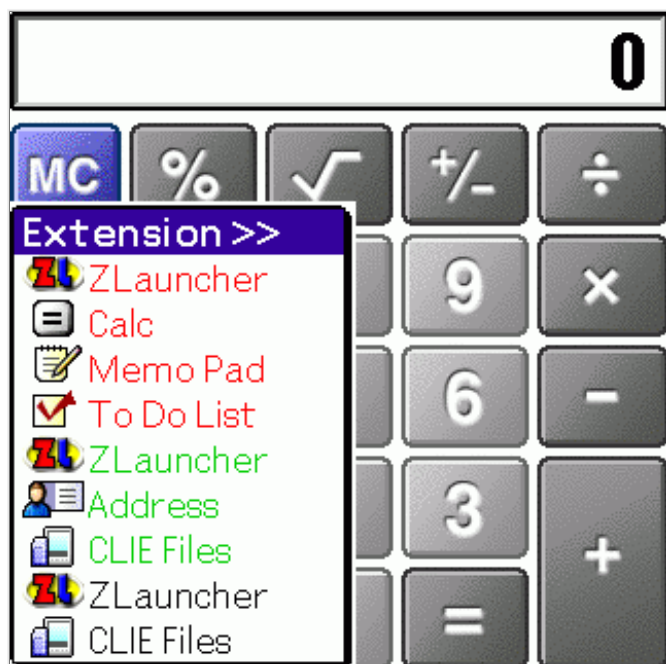 0
MC % √ +/- ÷
Extension >>
ZLauncher
Calc
Memo Pad
To Do List
ZLauncher
Address
CLIE Files
ZLauncher
CLIE Files
9 ×
6 -
3 +
=